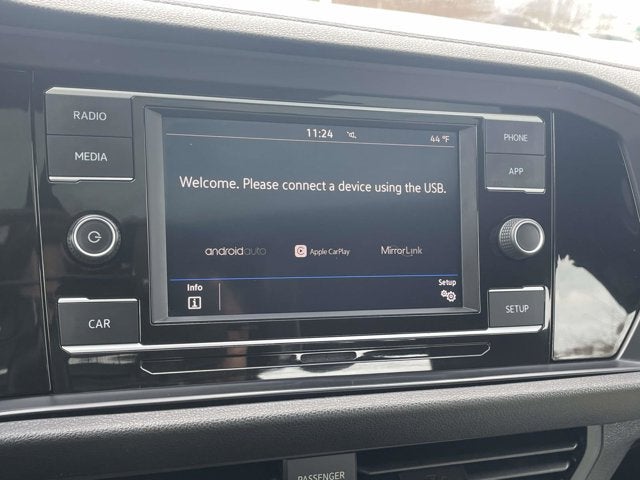 RADIO
MEDIA
CAR
11:24
44 °F
Welcome. Please connect a device using the USB.
androidauto
Apple CarPlay
MirrorLink
Info
i
Setup
PHONE
APP
SETUP
PASSENGER